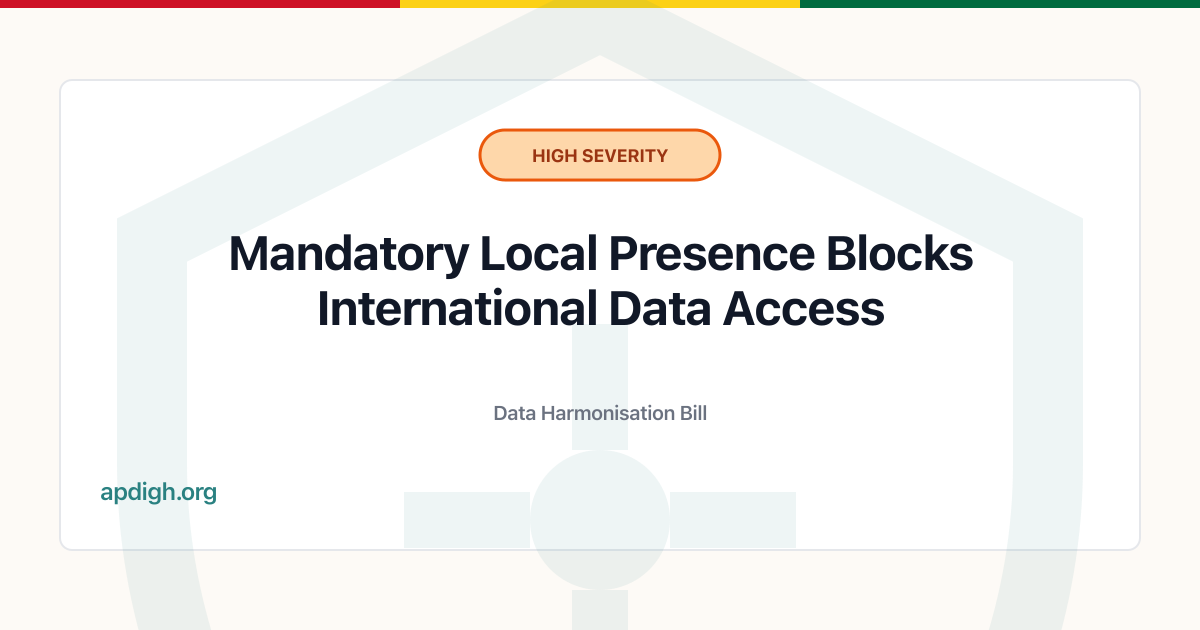 HIGH SEVERITY
Mandatory Local Presence Blocks
International Data Access
Data Harmonisation Bill
apdigh.org